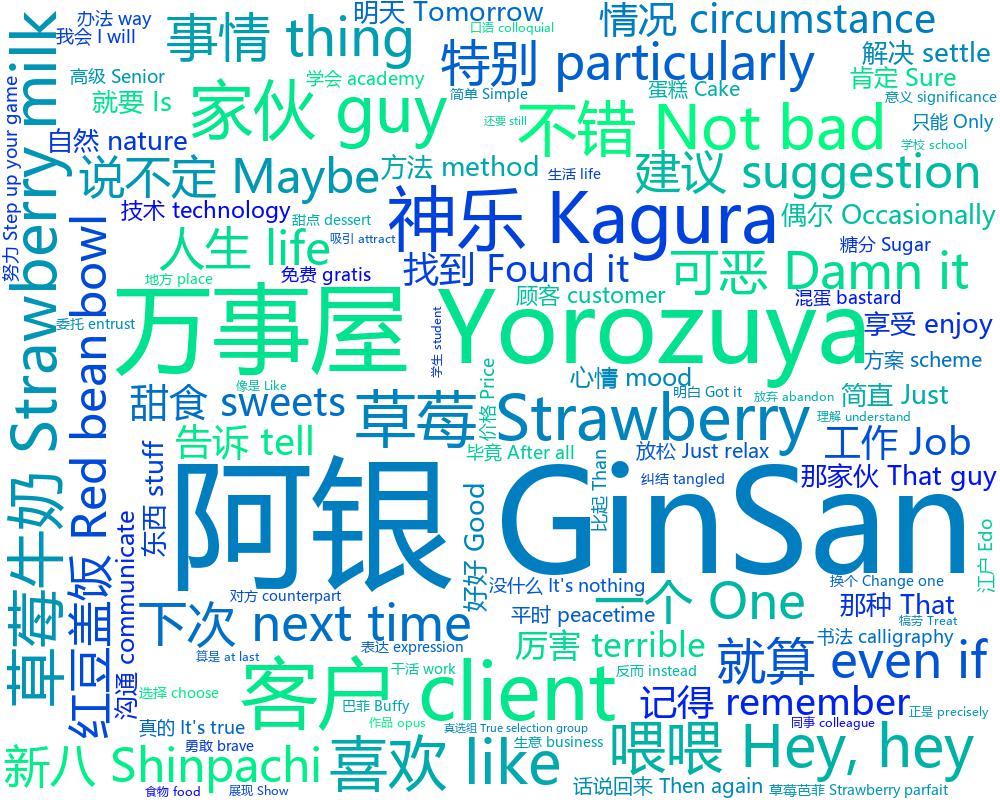 办法 way
明天 Tomorrow
口语 colloquial
情况 circumstance
我会 I will
事情 thing
特别 particularly
解决 settle
高级 Senior
学会 academy
肯定 Sure
就要 Is
家伙 guy
简单 Simple
蛋糕 Cake
意义 significance
还要 still
不错 Not bad
只能 Only
自然 nature
学校 school
说不定 Maybe
方法 method
生活 life
建议 suggestion
技术 technology
甜点 dessert
神乐 Kagura
偶尔 Occasionally
人生 life
吸引 attract
糖分 Sugar
地方 place
免费 gratis
找到 Found it
可恶 Damn it
顾客 customer
混蛋 bastard
万事屋 Yorozuya
委托 entrust
享受 enjoy
学生 student
方案 scheme
像是 Like
心情 mood
甜食 sweets
草莓 Strawberry
价格 Price
明白 Got it
放弃 abandon
简直 Just
理解 understand
告诉 tell
毕竟 After all
放松 Just relax
工作 Job
阿银 GinSan
纠结 tangled
那家伙 That guy
比起 Than
好好 Good
东西 stuff
努力 Step up your game
草莓牛奶 Strawberry milk
红豆盖饭 Red bean bowl
沟通 communicate
江户 Edo
没什么 It's nothing
换个 Change one
对方 counterpart
一个 One
那种 That
下次 next time
平时 peacetime
犒劳 Treat
书法 calligraphy
算是 at last
表达 expression
厉害 terrible
就算 even if
客户 client
干活 work
反而 instead
选择 choose
巴菲 Buffy
记得 remember
正是 precisely
作品 opus
真的 It's true
真选组 True selection group
同事 colleague
勇敢 brave
生意 business
新八 Shinpachi
喜欢 like
喂喂 Hey, hey
食物 food
展现 Show
话说回来 Then again
草莓芭菲 Strawberry parfait